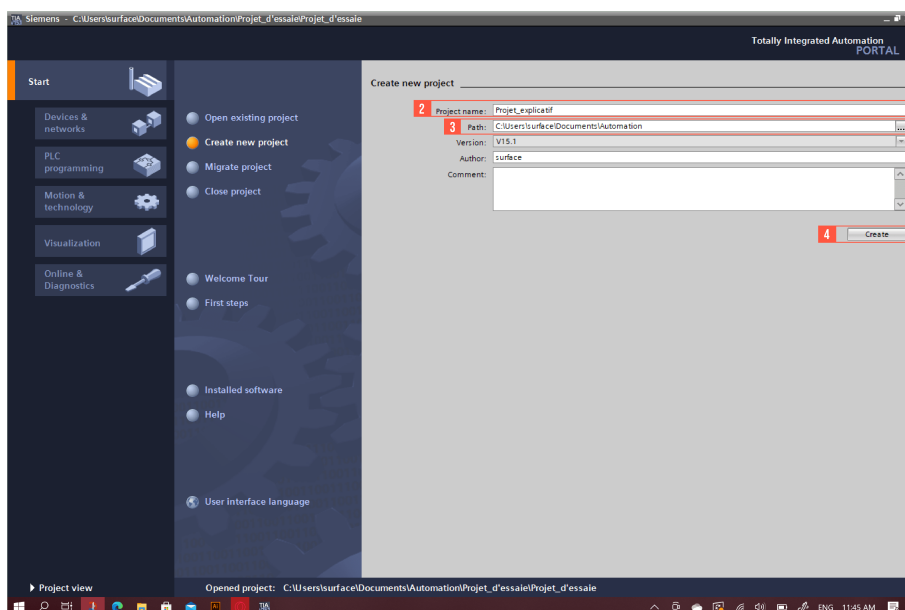 Siemens - C:\Users\surface\Documents\Automation\Projet_d'essaie\Projet_d'essaie
Totally Integrated Automation
PORTAL
Start
Devices &
networks
PLC
programming
Motion &
technology
Visualization
Online &
Diagnostics
Open existing project
Create new project
Migrate project
Close project
Welcome Tour
First steps
Installed software
Help
User interface language
Create new project
2 Project name: Projet_explicatif
3 Path: C:\Users\surface\Documents\Automation ...
Version: V15.1
Author: surface
Comment:
4 Create
Project view
Opened project: C:\Users\surface\Documents\Automation\Projet_d'essaie\Projet_d'essaie
ENG 11:45 AM